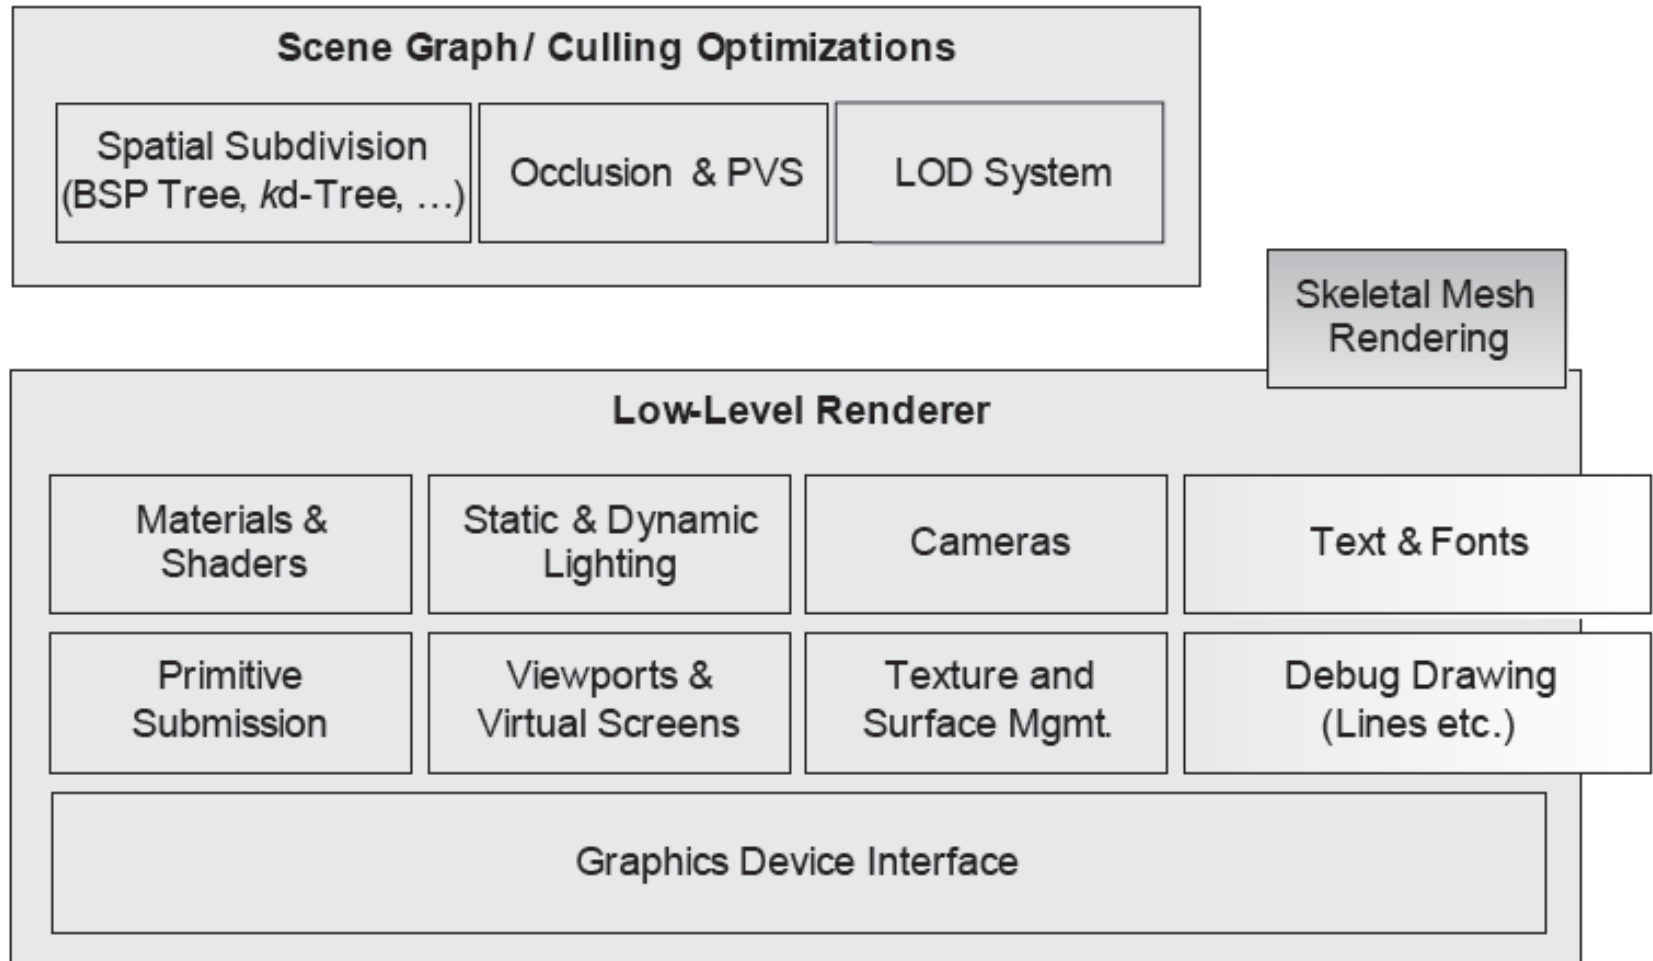 Scene Graph / Culling Optimizations
Spatial Subdivision
(BSP Tree, kd-Tree, …)
Occlusion & PVS
LOD System
Skeletal Mesh
Rendering
Low-Level Renderer
Materials &
Shaders
Static & Dynamic
Lighting
Cameras
Text & Fonts
Primitive
Submission
Viewports &
Virtual Screens
Texture and
Surface Mgmt.
Debug Drawing
(Lines etc.)
Graphics Device Interface